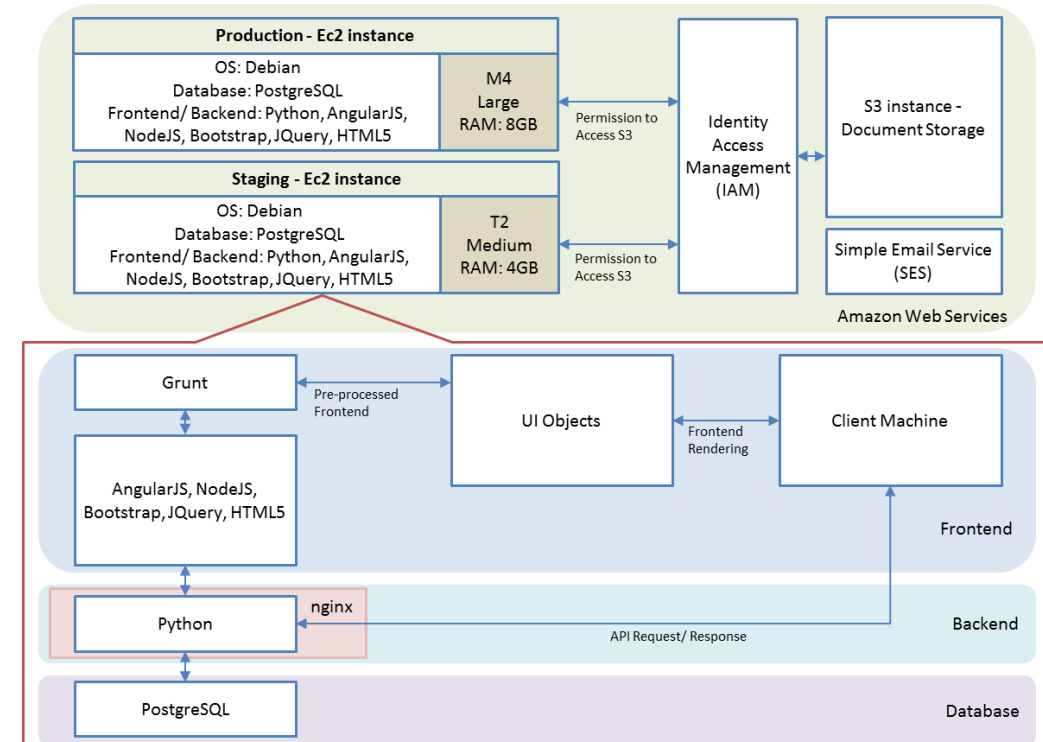 Production - Ec2 instance
OS: Debian
Database: PostgreSQL
Frontend/ Backend: Python, AngularJS,
NodeJS, Bootstrap, JQuery, HTML5
M4
Large
RAM: 8GB
Permission to
Access S3
Identity
Access
Management
(IAM)
S3 instance -
Document Storage
Staging - Ec2 instance
OS: Debian
Database: PostgreSQL
Frontend/ Backend: Python, AngularJS,
NodeJS, Bootstrap, JQuery, HTML5
T2
Medium
RAM: 4GB
Permission to
Access S3
Simple Email Service
(SES)
Amazon Web Services
Grunt
Pre-processed
Frontend
UI Objects
Frontend
Rendering
Client Machine
AngularJS, NodeJS,
Bootstrap, JQuery, HTML5
Frontend
nginx
Python
API Request/ Response
Backend
PostgreSQL
Database